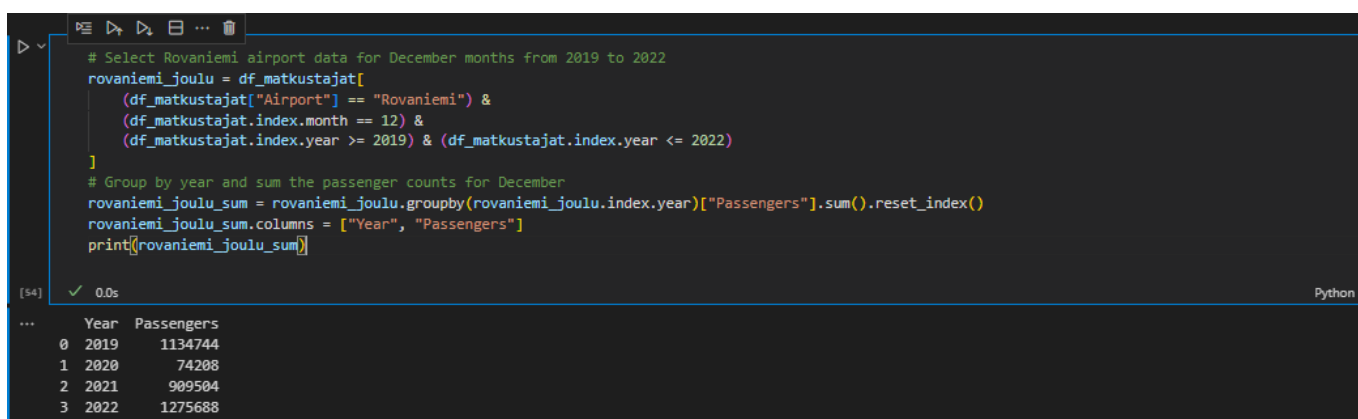 # Select Rovaniemi airport data for December months from 2019 to 2022
rovaniemi_joulu = df_matkustajat[
    (df_matkustajat["Airport"] == "Rovaniemi") &
    (df_matkustajat.index.month == 12) &
    (df_matkustajat.index.year >= 2019) & (df_matkustajat.index.year <= 2022)
]
# Group by year and sum the passenger counts for December
rovaniemi_joulu_sum = rovaniemi_joulu.groupby(rovaniemi_joulu.index.year)["Passengers"].sum().reset_index()
rovaniemi_joulu_sum.columns = ["Year", "Passengers"]
print(rovaniemi_joulu_sum)
[54] 0.0s Python
... Year Passengers
0 2019 1134744
1 2020 74208
2 2021 909504
3 2022 1275688